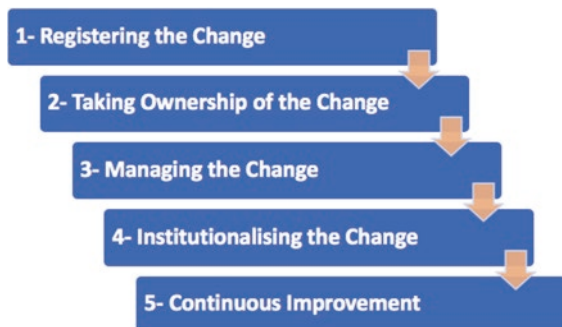 1- Registering the Change
2- Taking Ownership of the Change
3- Managing the Change
4- Institutionalising the Change
5- Continuous Improvement